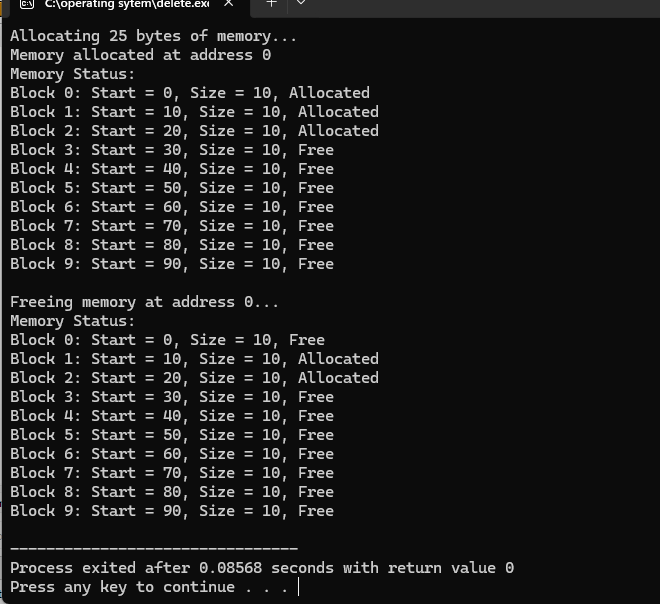 C:\operating sytem\delete.exe
Allocating 25 bytes of memory...
Memory allocated at address 0
Memory Status:
Block 0: Start = 0, Size = 10, Allocated
Block 1: Start = 10, Size = 10, Allocated
Block 2: Start = 20, Size = 10, Allocated
Block 3: Start = 30, Size = 10, Free
Block 4: Start = 40, Size = 10, Free
Block 5: Start = 50, Size = 10, Free
Block 6: Start = 60, Size = 10, Free
Block 7: Start = 70, Size = 10, Free
Block 8: Start = 80, Size = 10, Free
Block 9: Start = 90, Size = 10, Free
Freeing memory at address 0...
Memory Status:
Block 0: Start = 0, Size = 10, Free
Block 1: Start = 10, Size = 10, Allocated
Block 2: Start = 20, Size = 10, Allocated
Block 3: Start = 30, Size = 10, Free
Block 4: Start = 40, Size = 10, Free
Block 5: Start = 50, Size = 10, Free
Block 6: Start = 60, Size = 10, Free
Block 7: Start = 70, Size = 10, Free
Block 8: Start = 80, Size = 10, Free
Block 9: Start = 90, Size = 10, Free
--------------------------------
Process exited after 0.08568 seconds with return value 0
Press any key to continue . . .